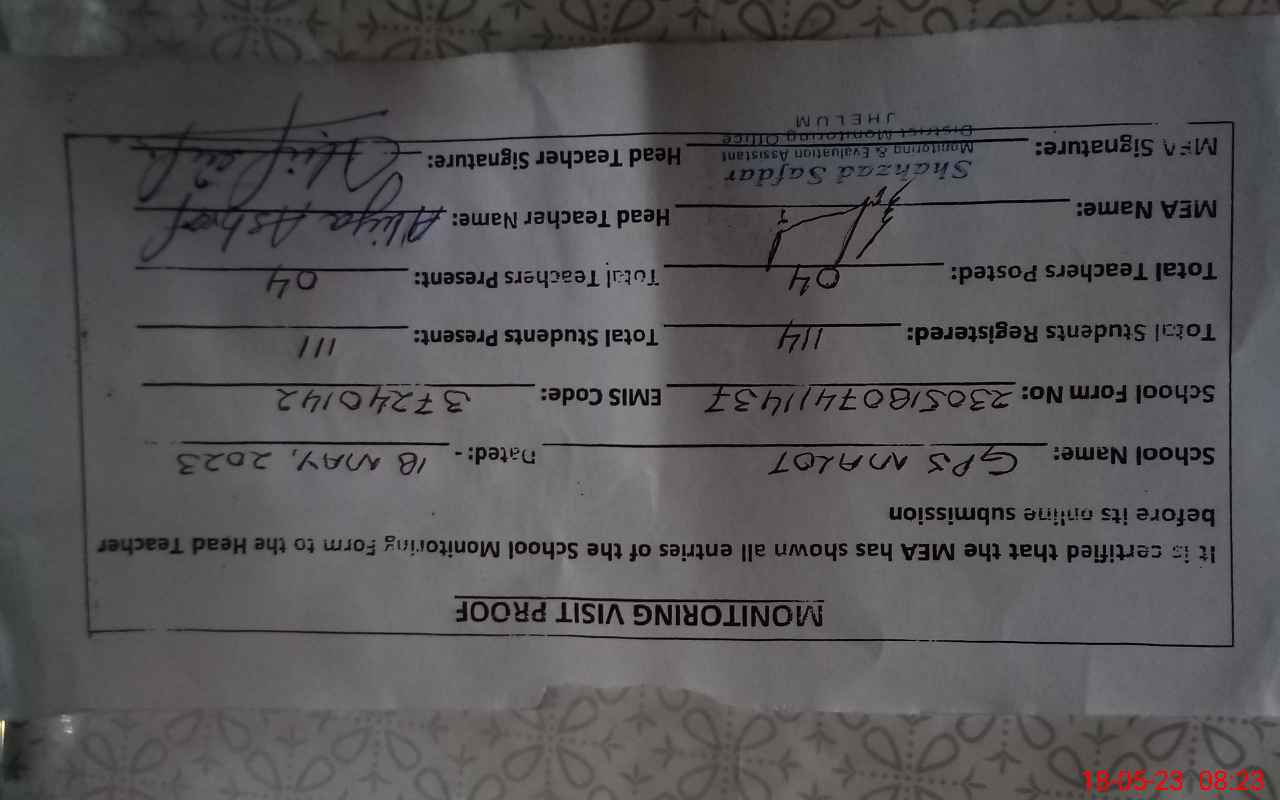 MONITORING VISIT PROOF
It is certified that the MEA has shown all entries of the School Monitoring Form to the Head Teacher
before its online submission
School Name: GPS MALOT Dated: - 18 MAY, 2023
School Form No: 230518074111437 EMIS Code: 37240142
Total Students Registered: 114 Total Students Present: 111
Total Teachers Posted: 04 Total Teachers Present: 04
MEA Name: Head Teacher Name: Aliya Ashraf
Shahzad Safdar
Monitoring & Evaluation Assistant
MEA Signature: Head Teacher Signature:
District Monitoring Office
JHELUM
18-05-23 08:23